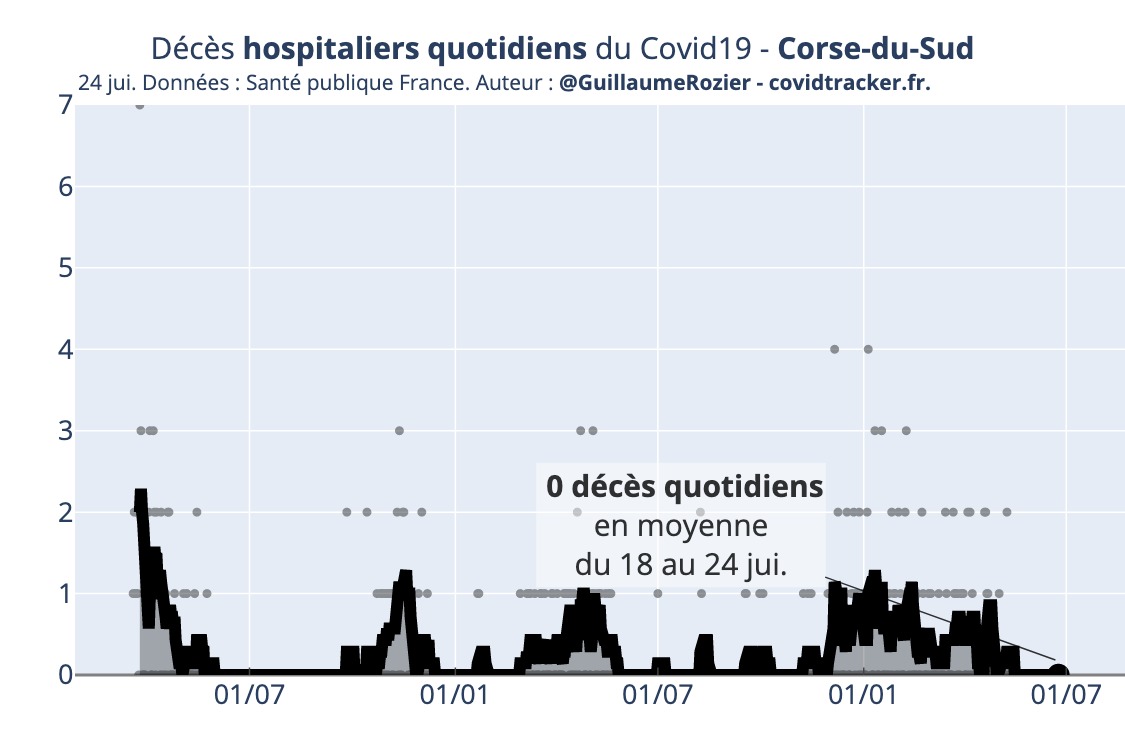 Décès hospitaliers quotidiens du Covid19 - Corse-du-Sud
24 jui. Données : Santé publique France. Auteur : @GuillaumeRozier - covidtracker.fr.
7
6
5
4
3
2
1
0
0 décès quotidiens
en moyenne
du 18 au 24 jui.
01/07 01/01 01/07 01/01 01/07